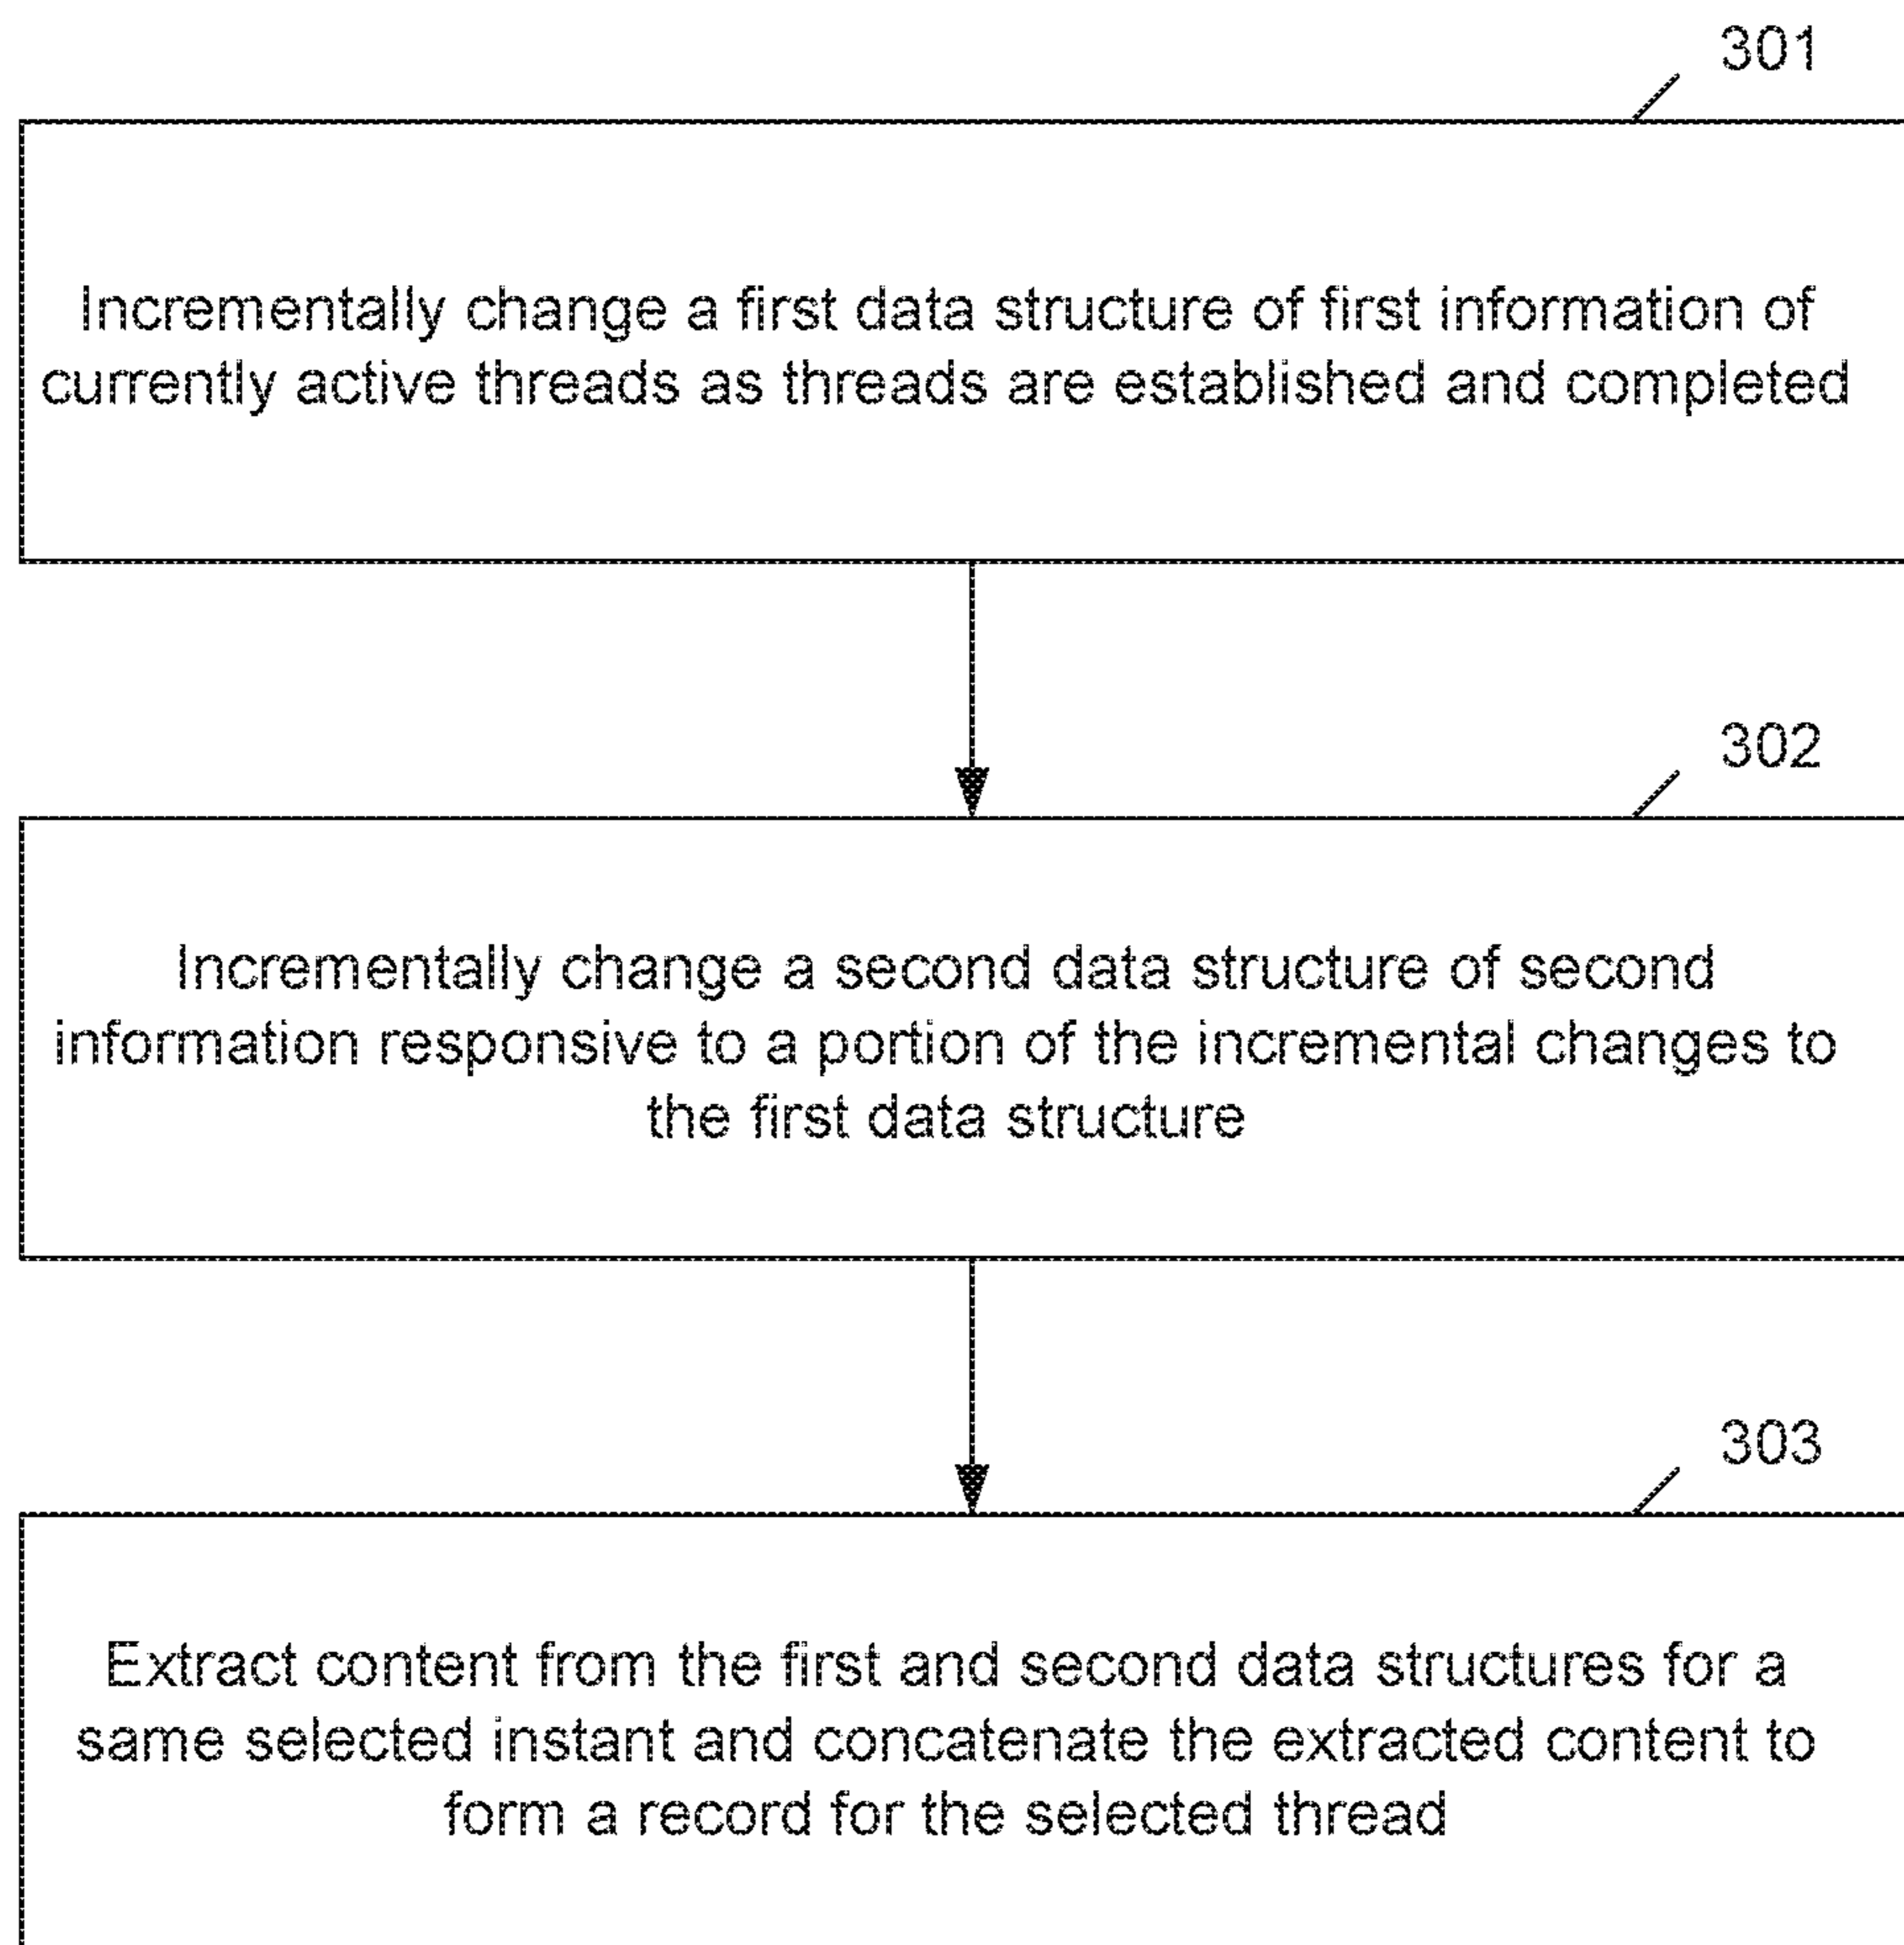 301
Incrementally change a first data structure of first information of
currently active threads as threads are established and completed
302
Incrementally change a second data structure of second
information responsive to a portion of the incremental changes to
the first data structure
303
Extract content from the first and second data structures for a
same selected instant and concatenate the extracted content to
form a record for the selected thread